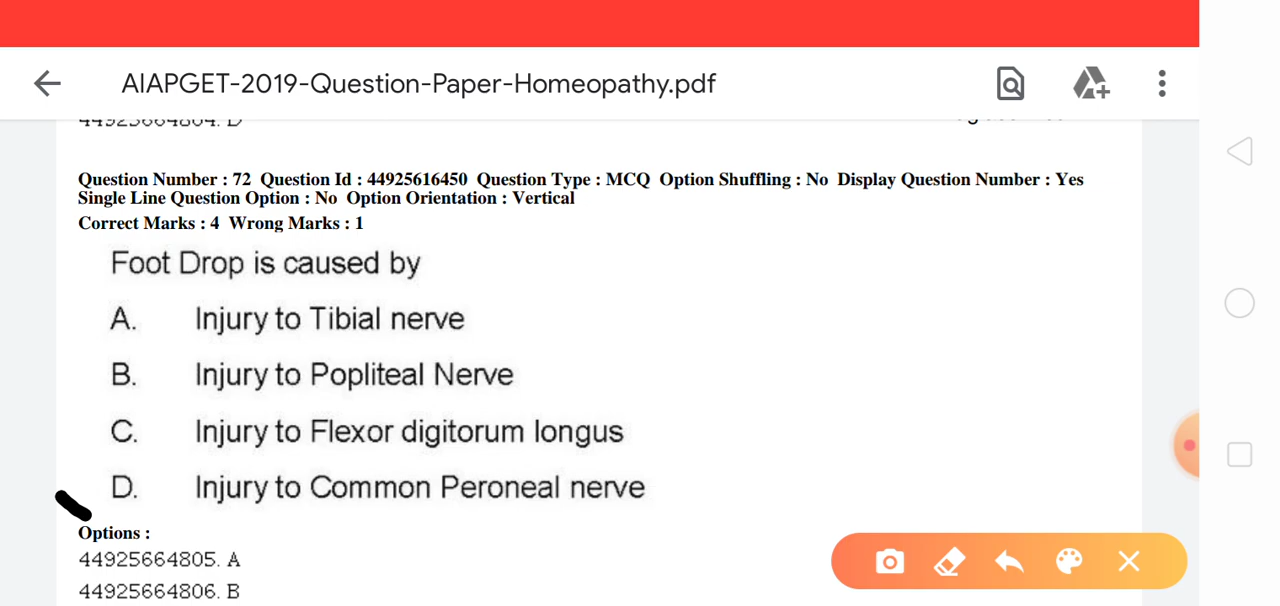 AIAPGET-2019-Question-Paper-Homeopathy.pdf
44925664804. D
Question Number : 72 Question Id : 44925616450 Question Type : MCQ Option Shuffling : No Display Question Number : Yes
Single Line Question Option : No Option Orientation : Vertical
Correct Marks : 4 Wrong Marks : 1
Foot Drop is caused by
A. Injury to Tibial nerve
B. Injury to Popliteal Nerve
C. Injury to Flexor digitorum longus
D. Injury to Common Peroneal nerve
Options :
44925664805. A
44925664806. B